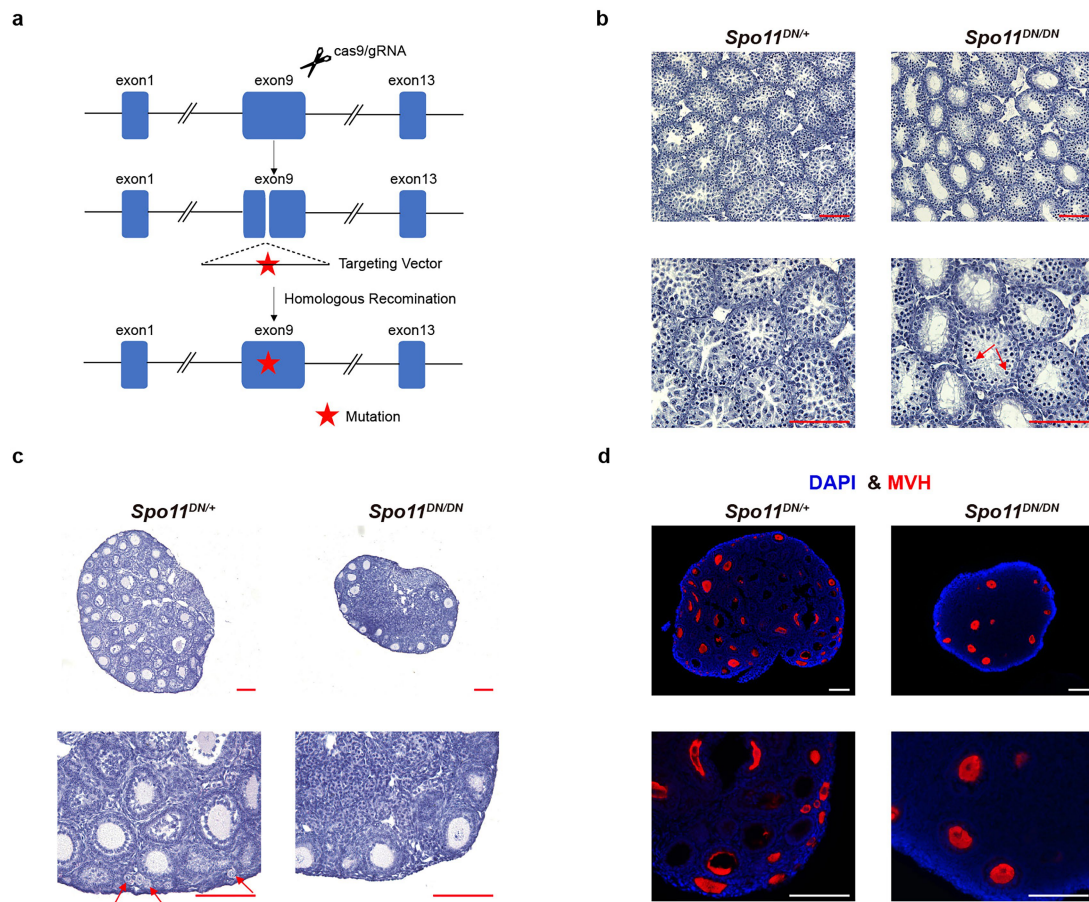 a
cas9/gRNA
exon1 exon9 exon13
exon1 exon9 exon13
Targeting Vector
Homologous Recomination
exon1 exon9 exon13
Mutation
b
Spo11DN/+ Spo11DN/DN
c
Spo11DN/+ Spo11DN/DN
d
DAPI & MVH
Spo11DN/+ Spo11DN/DN